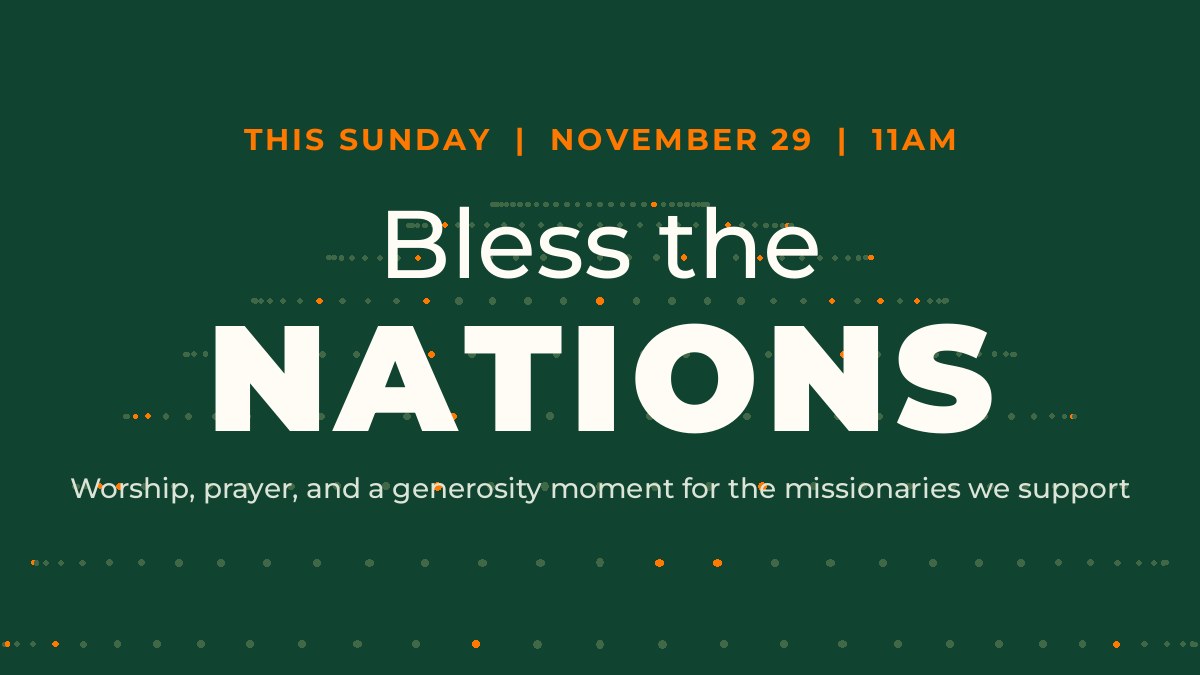 THIS SUNDAY | NOVEMBER 29 | 11AM
Bless the
NATIONS
Worship, prayer, and a generosity moment for the missionaries we support